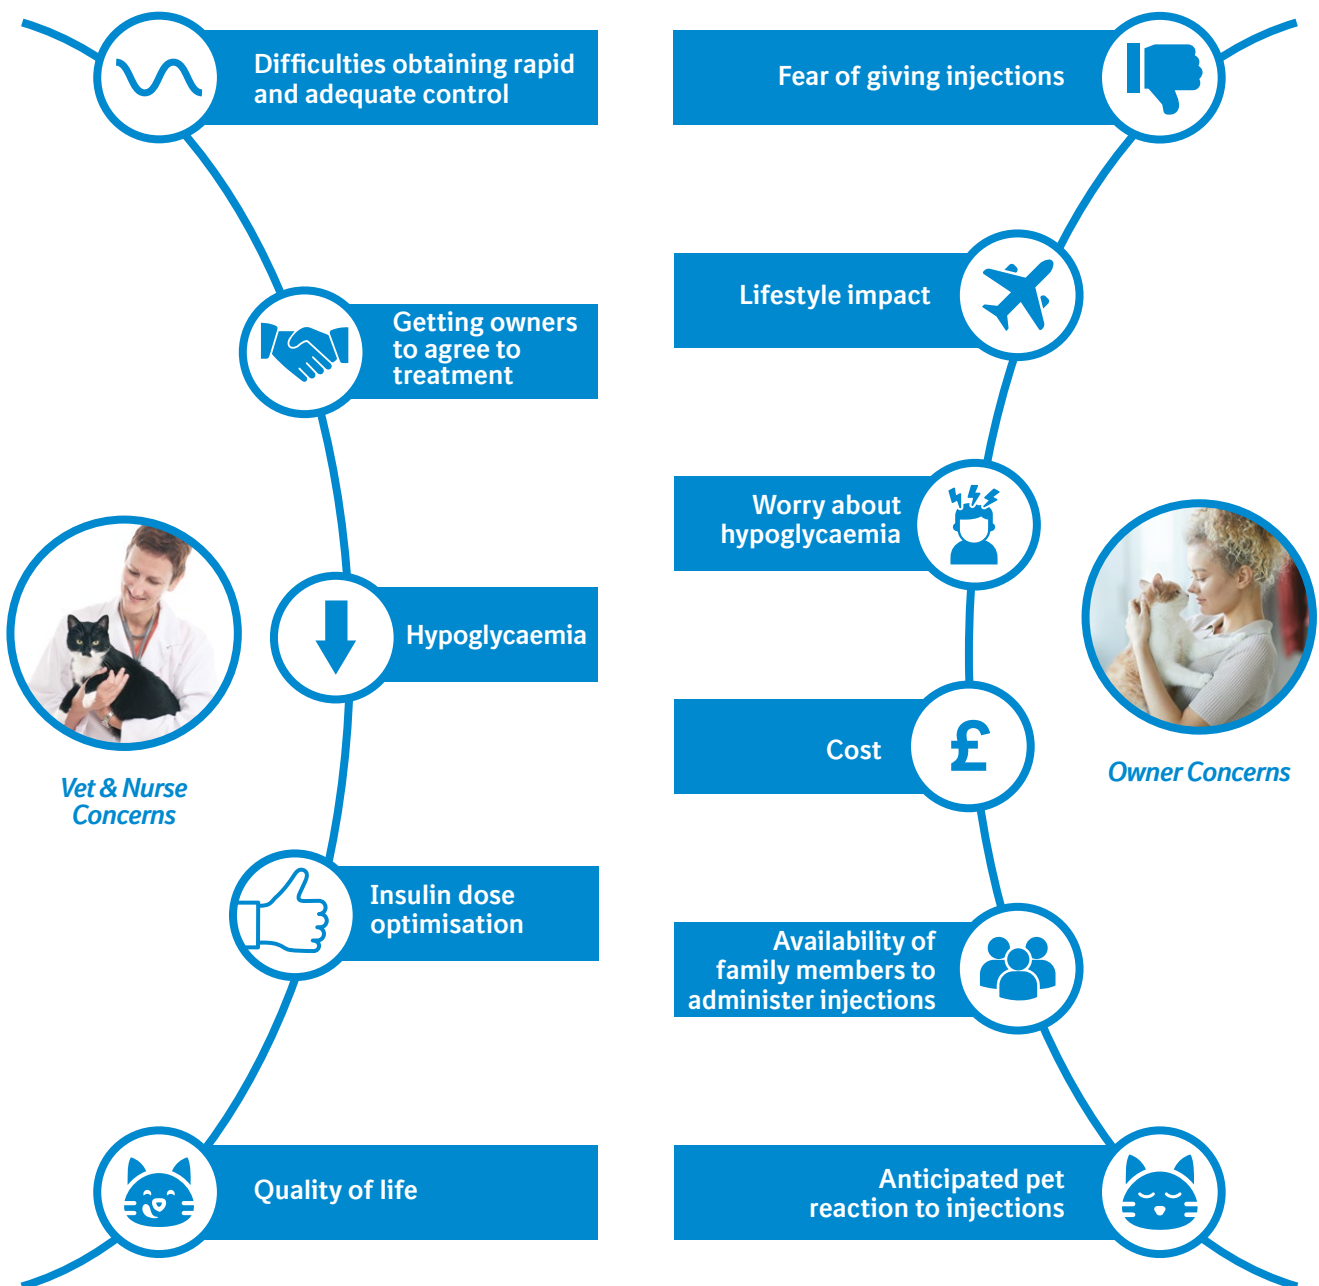 Difficulties obtaining rapid
and adequate control
Getting owners
to agree to
treatment
Hypoglycaemia
Vet & Nurse
Concerns
Insulin dose
optimisation
Quality of life
Fear of giving injections
Lifestyle impact
Worry about
hypoglycaemia
Cost
£
Owner Concerns
Availability of
family members to
administer injections
Anticipated pet
reaction to injections